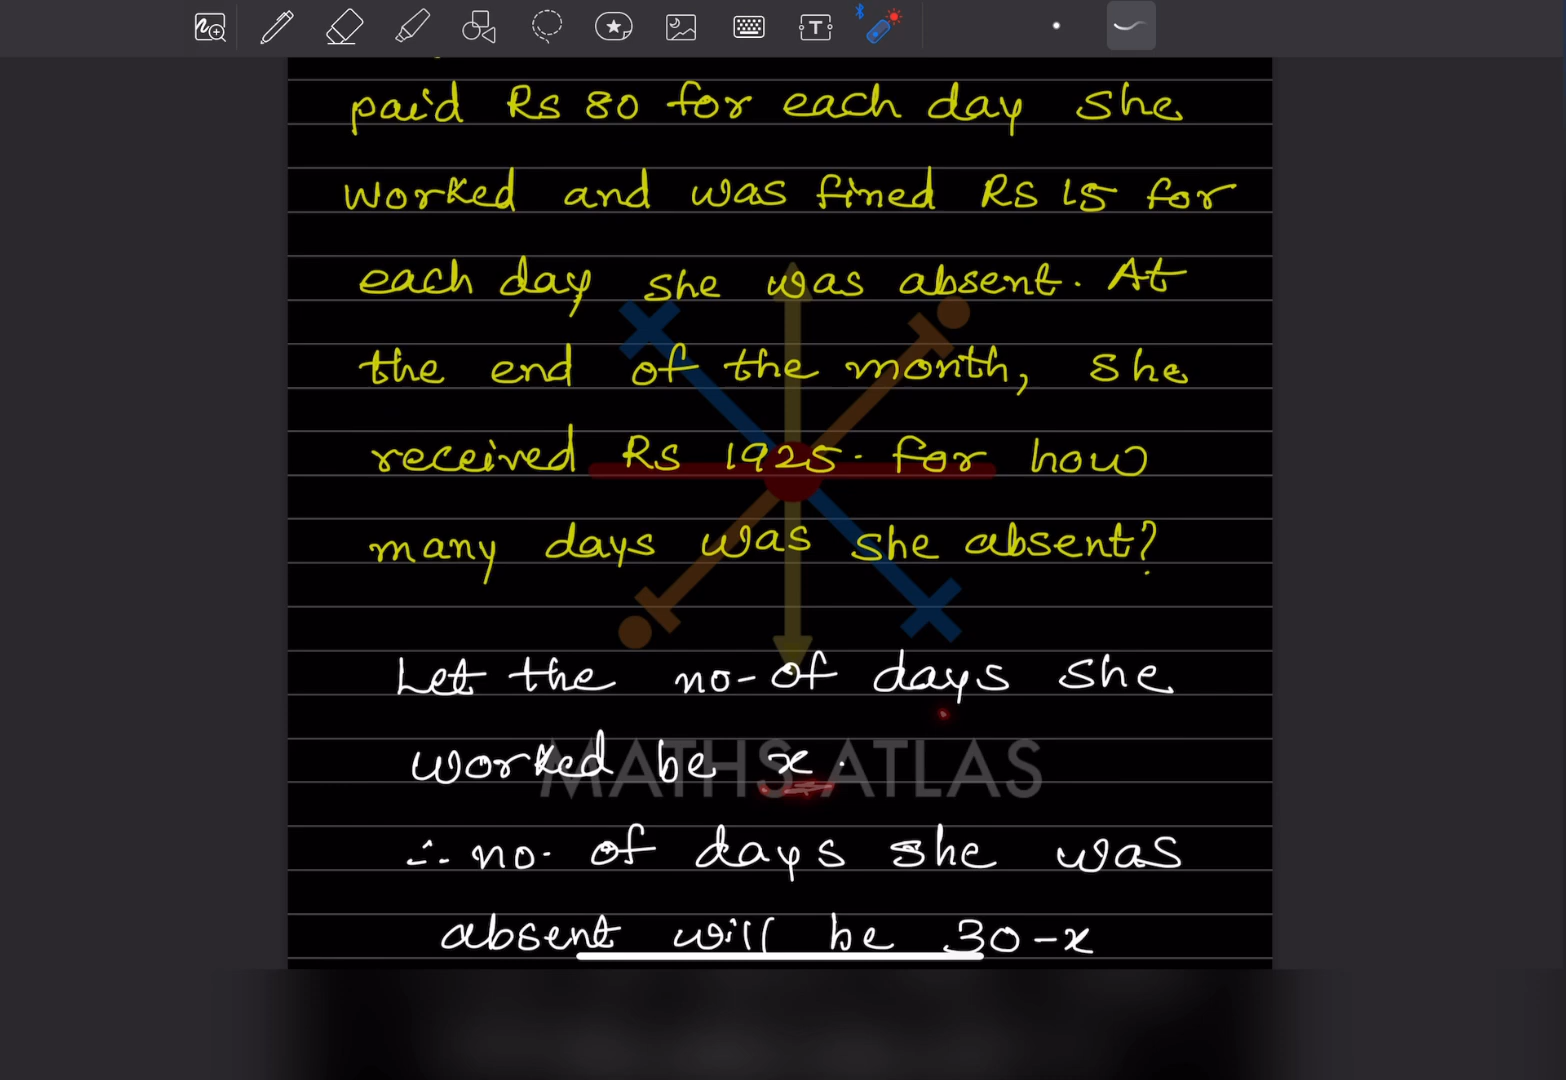 paid Rs 80 for each day she
worked and was fined Rs 15 for
each day she was absent. At
the end of the month, she
received Rs 1925. for how
many days was she absent?
Let the no. of days she
worked be x.
MATHS ATLAS
∴ no. of days she was
absent will be 30-x